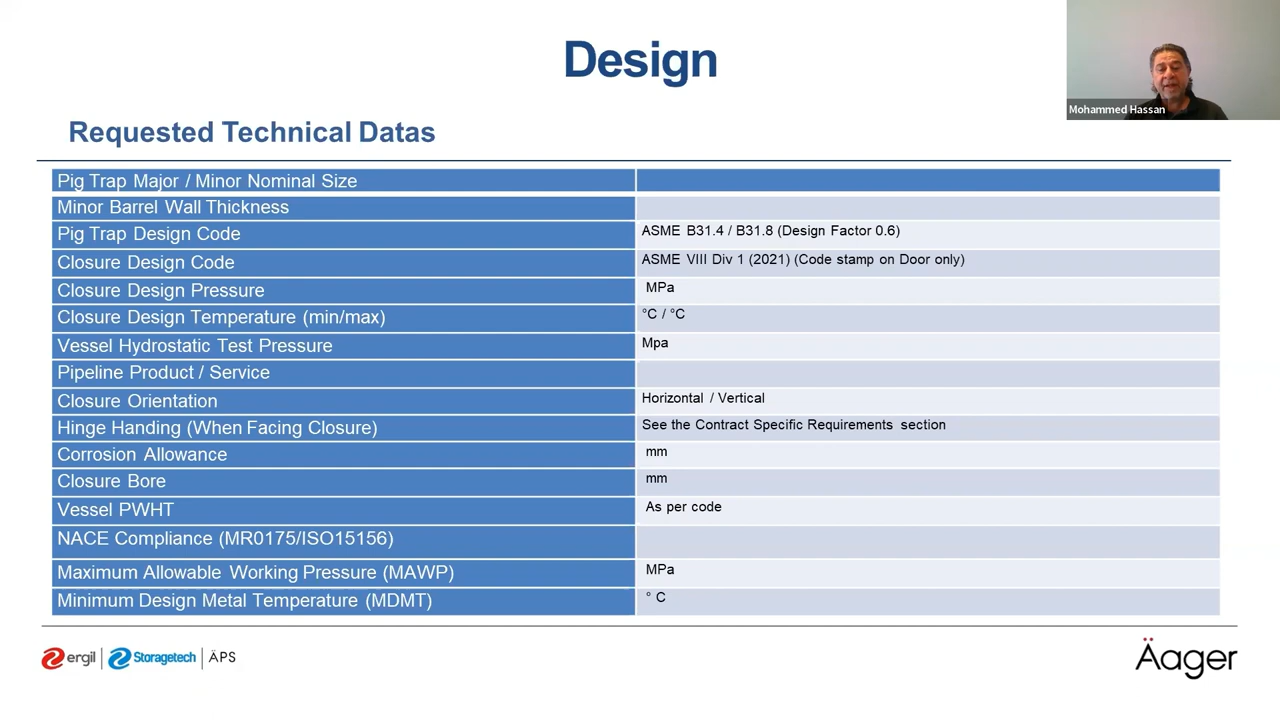 Design
Mohammed Hassan
Requested Technical Datas
Pig Trap Major / Minor Nominal Size
Minor Barrel Wall Thickness
Pig Trap Design Code ASME B31.4 / B31.8 (Design Factor 0.6)
Closure Design Code ASME VIII Div 1 (2021) (Code stamp on Door only)
Closure Design Pressure MPa
Closure Design Temperature (min/max) °C / °C
Vessel Hydrostatic Test Pressure Mpa
Pipeline Product / Service
Closure Orientation Horizontal / Vertical
Hinge Handing (When Facing Closure) See the Contract Specific Requirements section
Corrosion Allowance mm
Closure Bore mm
Vessel PWHT As per code
NACE Compliance (MR0175/ISO15156)
Maximum Allowable Working Pressure (MAWP) MPa
Minimum Design Metal Temperature (MDMT) ° C
ergil | Storagetech | ÄPS
Äager